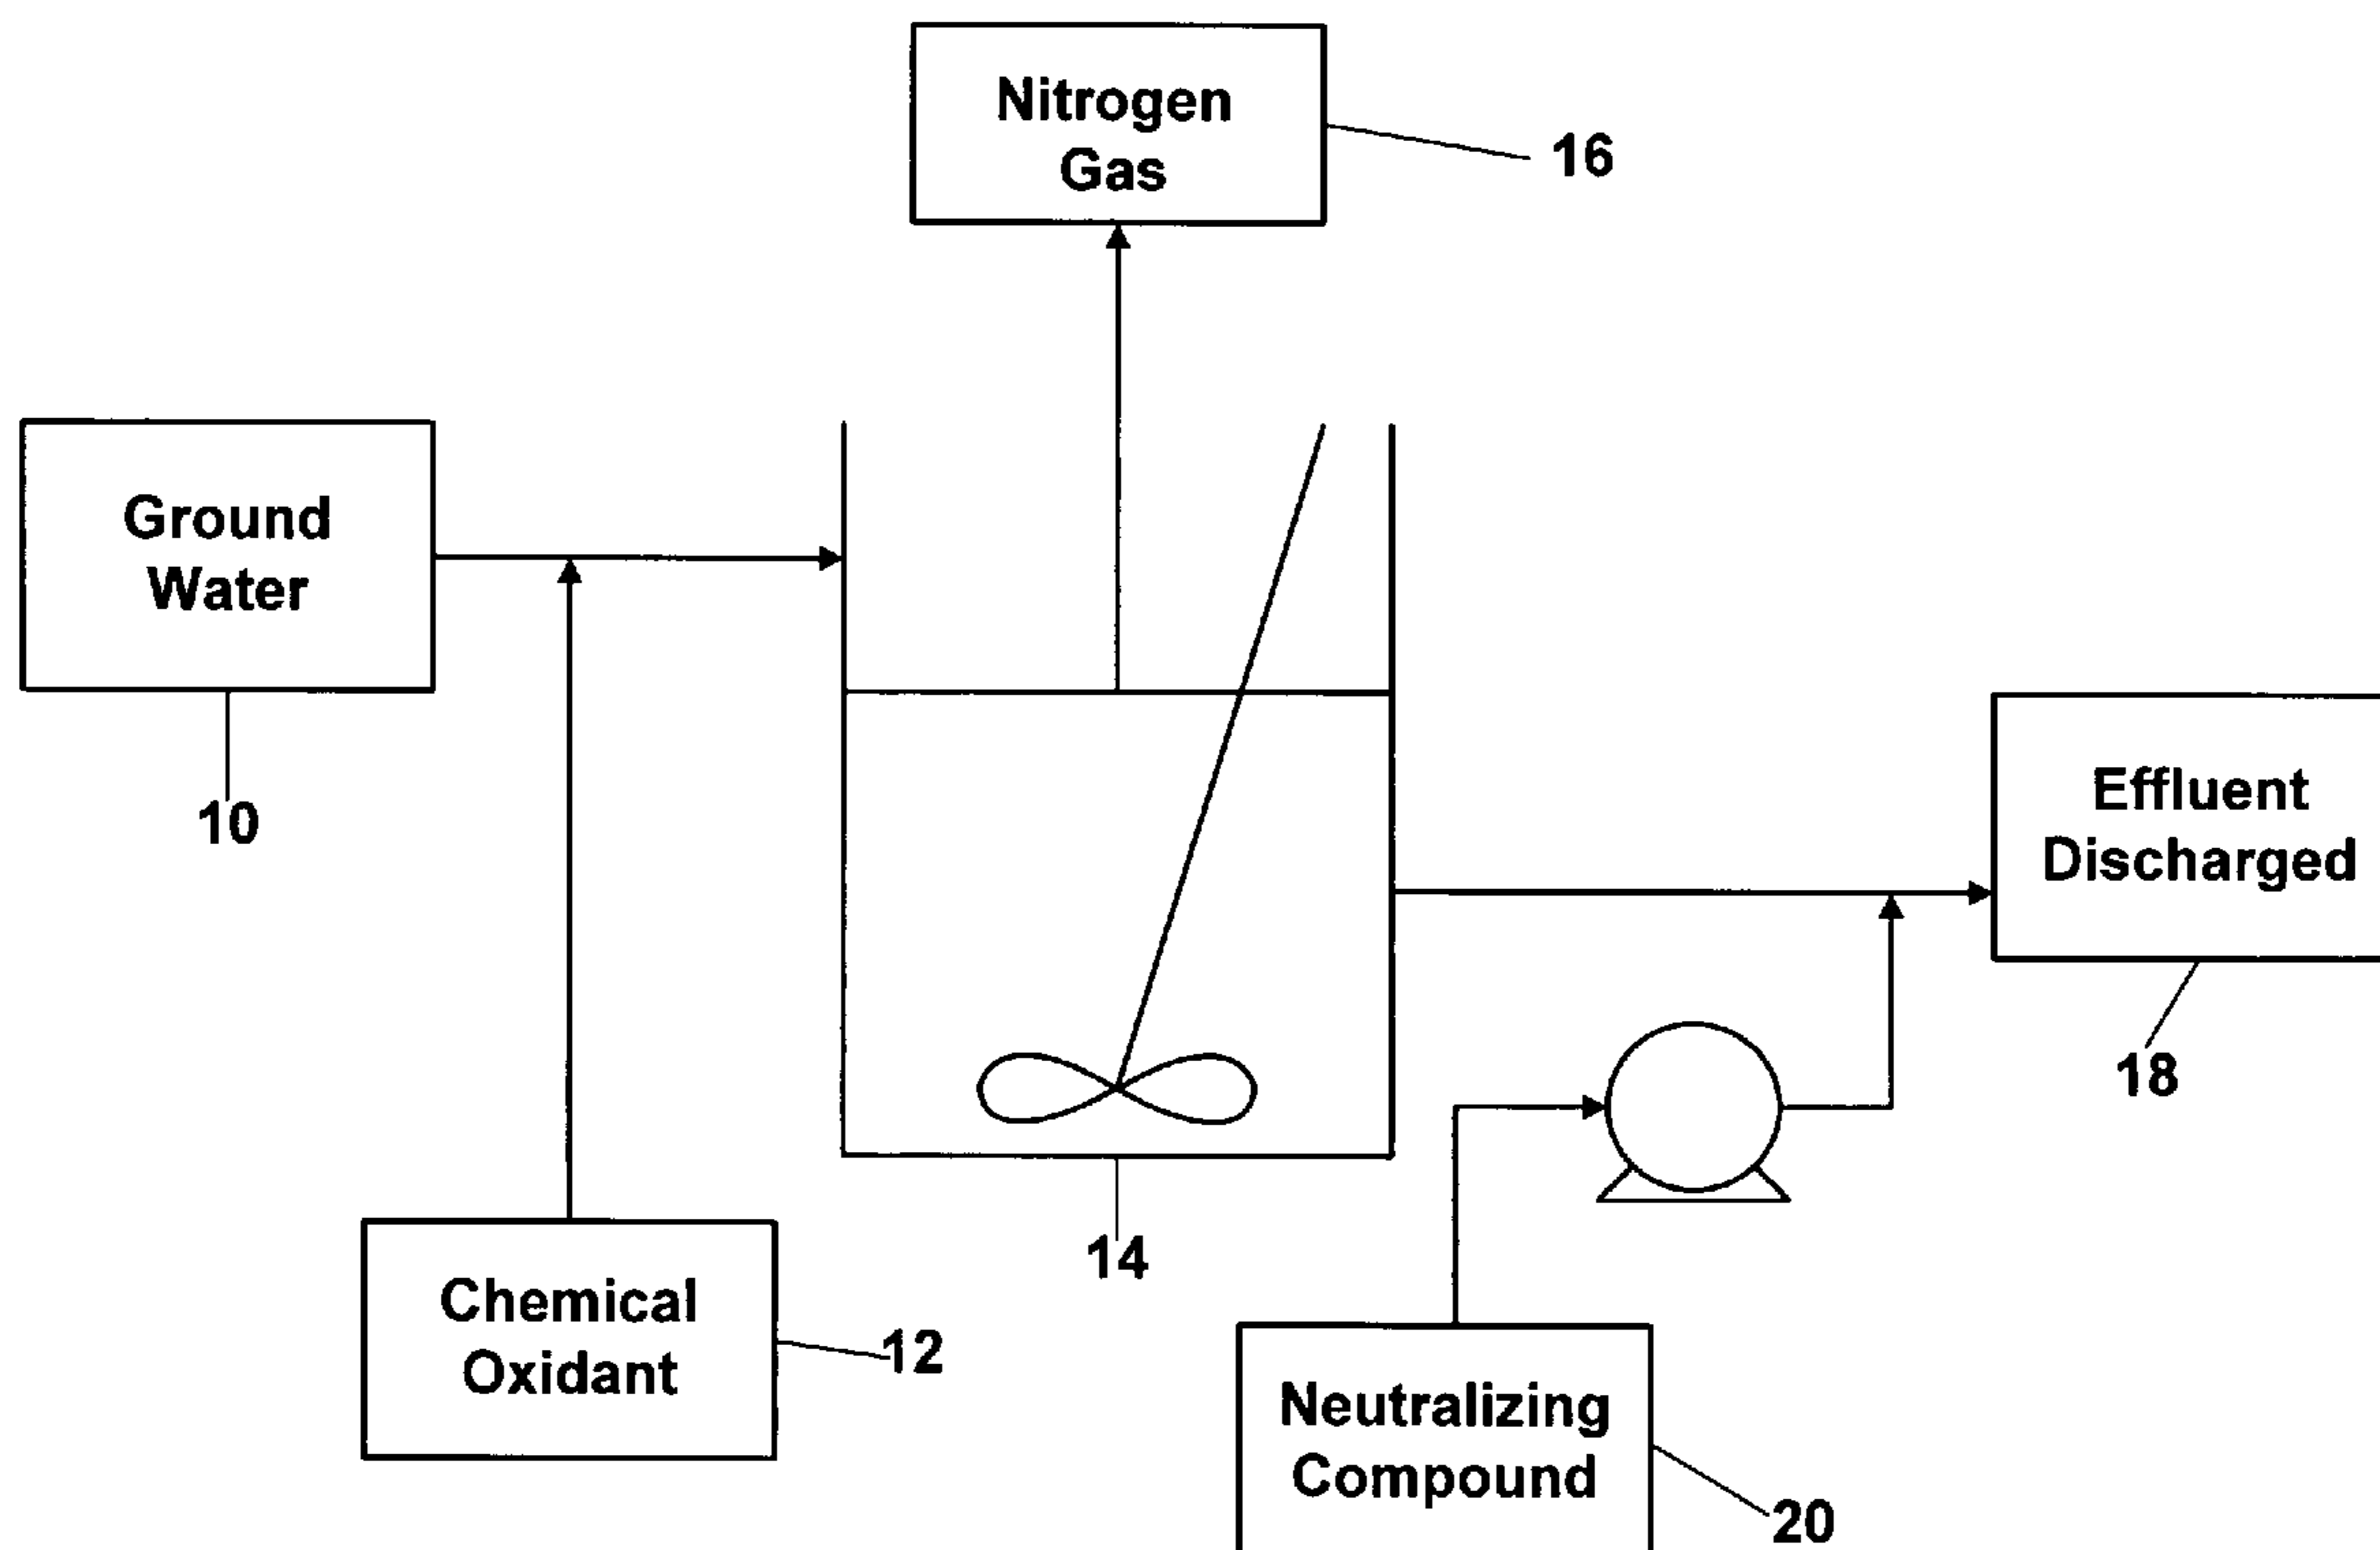 Nitrogen
Gas
16
Ground
Water
10
Effluent
Discharged
18
14
Chemical
Oxidant
12
Neutralizing
Compound
20